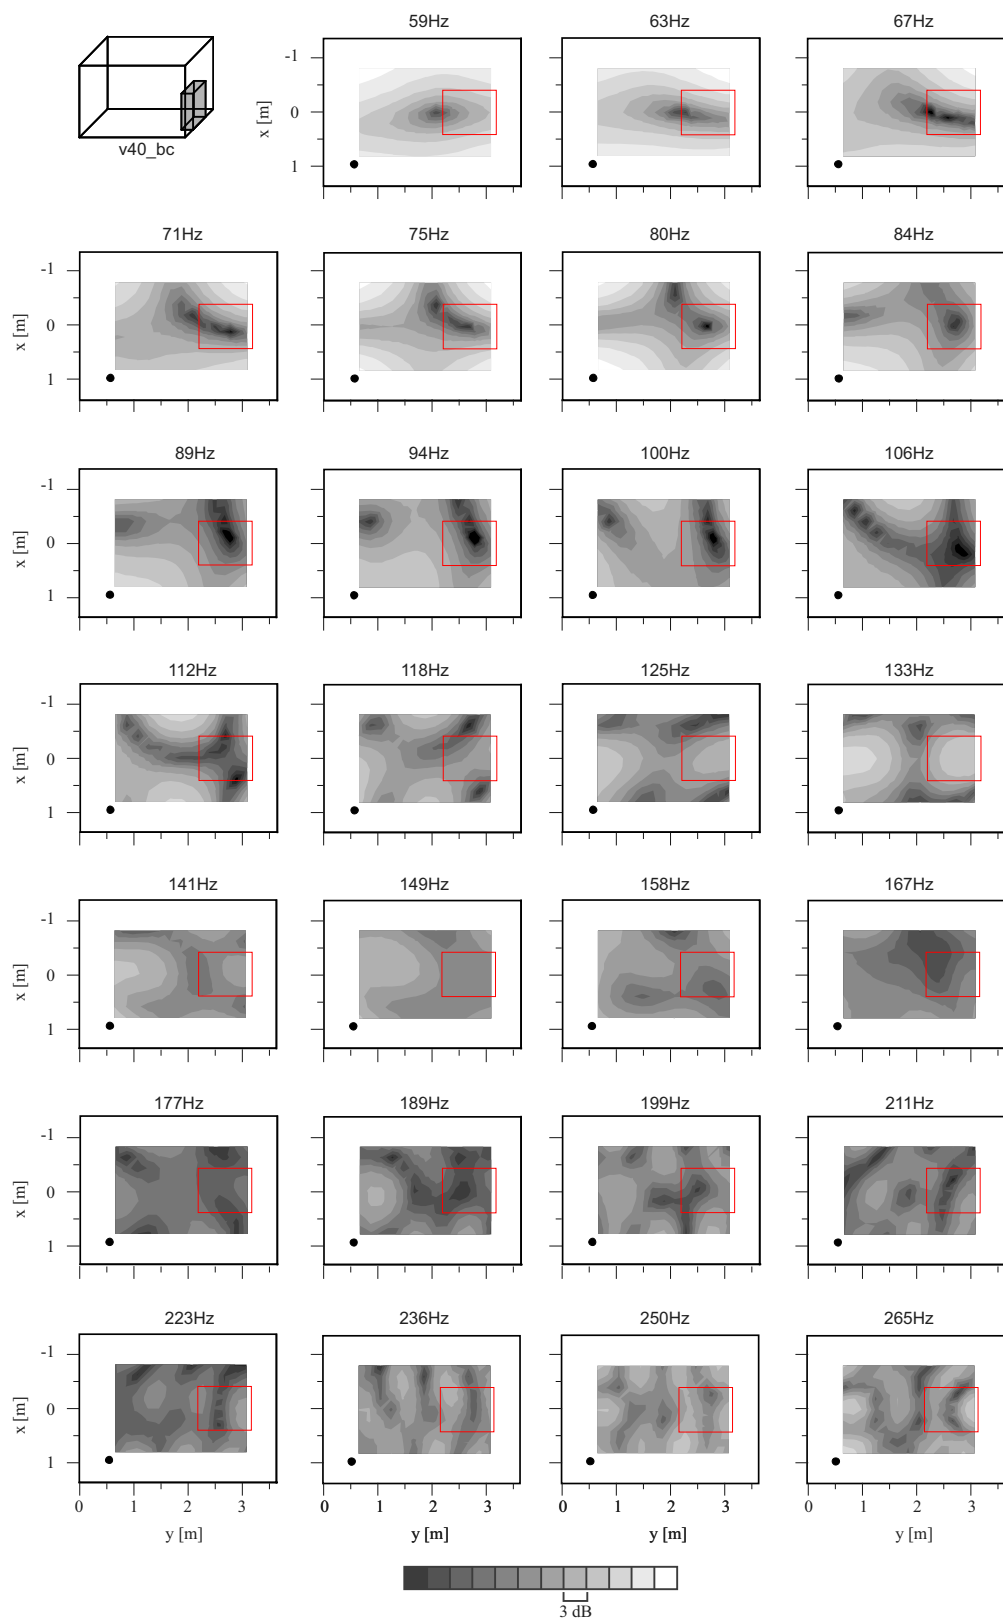 59Hz 63Hz 67Hz
-1
0
1
x [m]
v40_bc
71Hz 75Hz 80Hz 84Hz
-1
0
1
x [m]
89Hz 94Hz 100Hz 106Hz
-1
0
1
x [m]
112Hz 118Hz 125Hz 133Hz
-1
0
1
x [m]
141Hz 149Hz 158Hz 167Hz
-1
0
1
x [m]
177Hz 189Hz 199Hz 211Hz
-1
0
1
x [m]
223Hz 236Hz 250Hz 265Hz
-1
0
1
x [m]
0 1 2 3 0 1 2 3 0 1 2 3 0 1 2 3
y [m] y [m] y [m] y [m]
3 dB